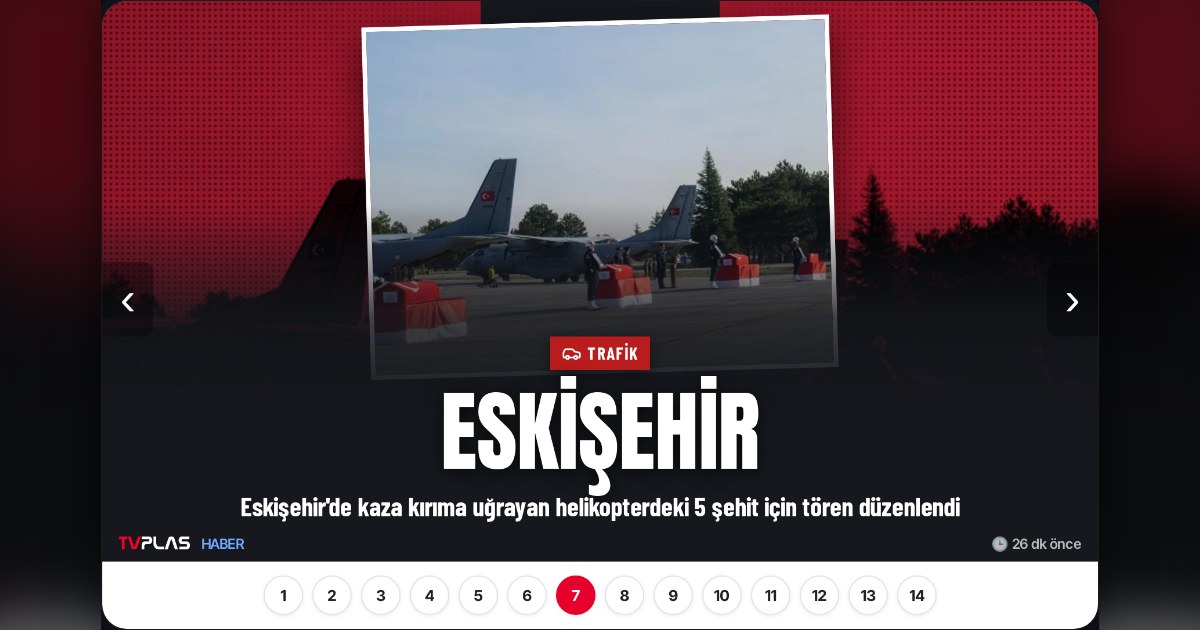 TRAFİK
ESKİŞEHİR
Eskişehir'de kaza kırıma uğrayan helikopterdeki 5 şehit için tören düzenlendi
TVPLAS HABER
26 dk önce
1 2 3 4 5 6 7 8 9 10 11 12 13 14